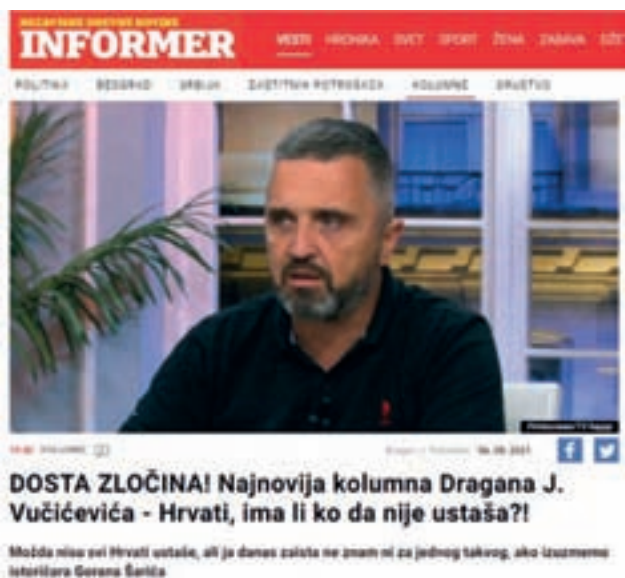 INFORMER
VESTI HRONIKA SVET SPORT ŽENA ZABAVA
POLITIKA BEOGRAD SRBIJA ZAŠTITNIK POTROŠAČA KOLUMNE DRUŠTVO
DOSTA ZLOČINA! Najnovija kolumna Dragana J.
Vučićevića - Hrvati, ima li ko da nije ustaša?!
Možda nisu svi Hrvati ustaše, ali ja danas zaista ne znam ni za jednog takvog, ako izuzmemo
istoričara Gorana Šarića